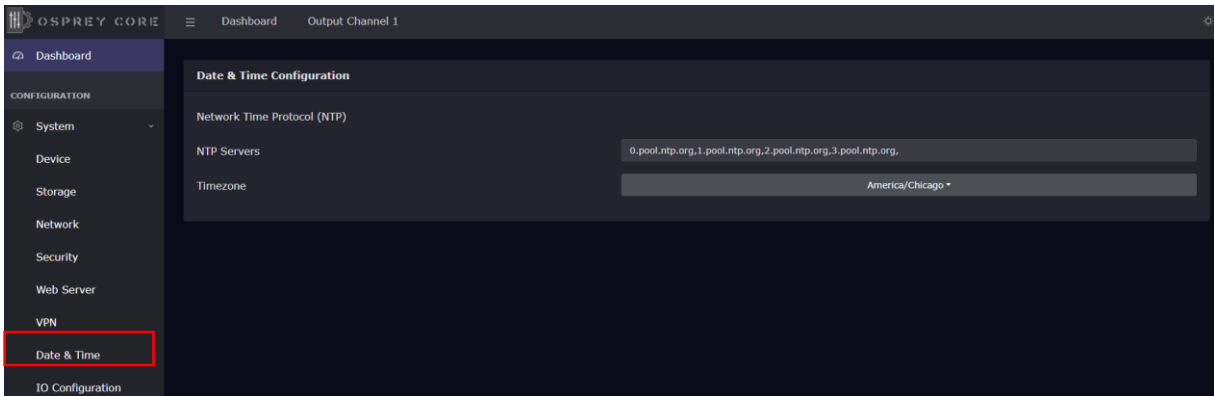 OSPREY CORE
Dashboard Output Channel 1
Dashboard
CONFIGURATION
System
Device
Storage
Network
Security
Web Server
VPN
Date & Time
IO Configuration
Date & Time Configuration
Network Time Protocol (NTP)
NTP Servers 0.pool.ntp.org,1.pool.ntp.org,2.pool.ntp.org,3.pool.ntp.org,
Timezone America/Chicago